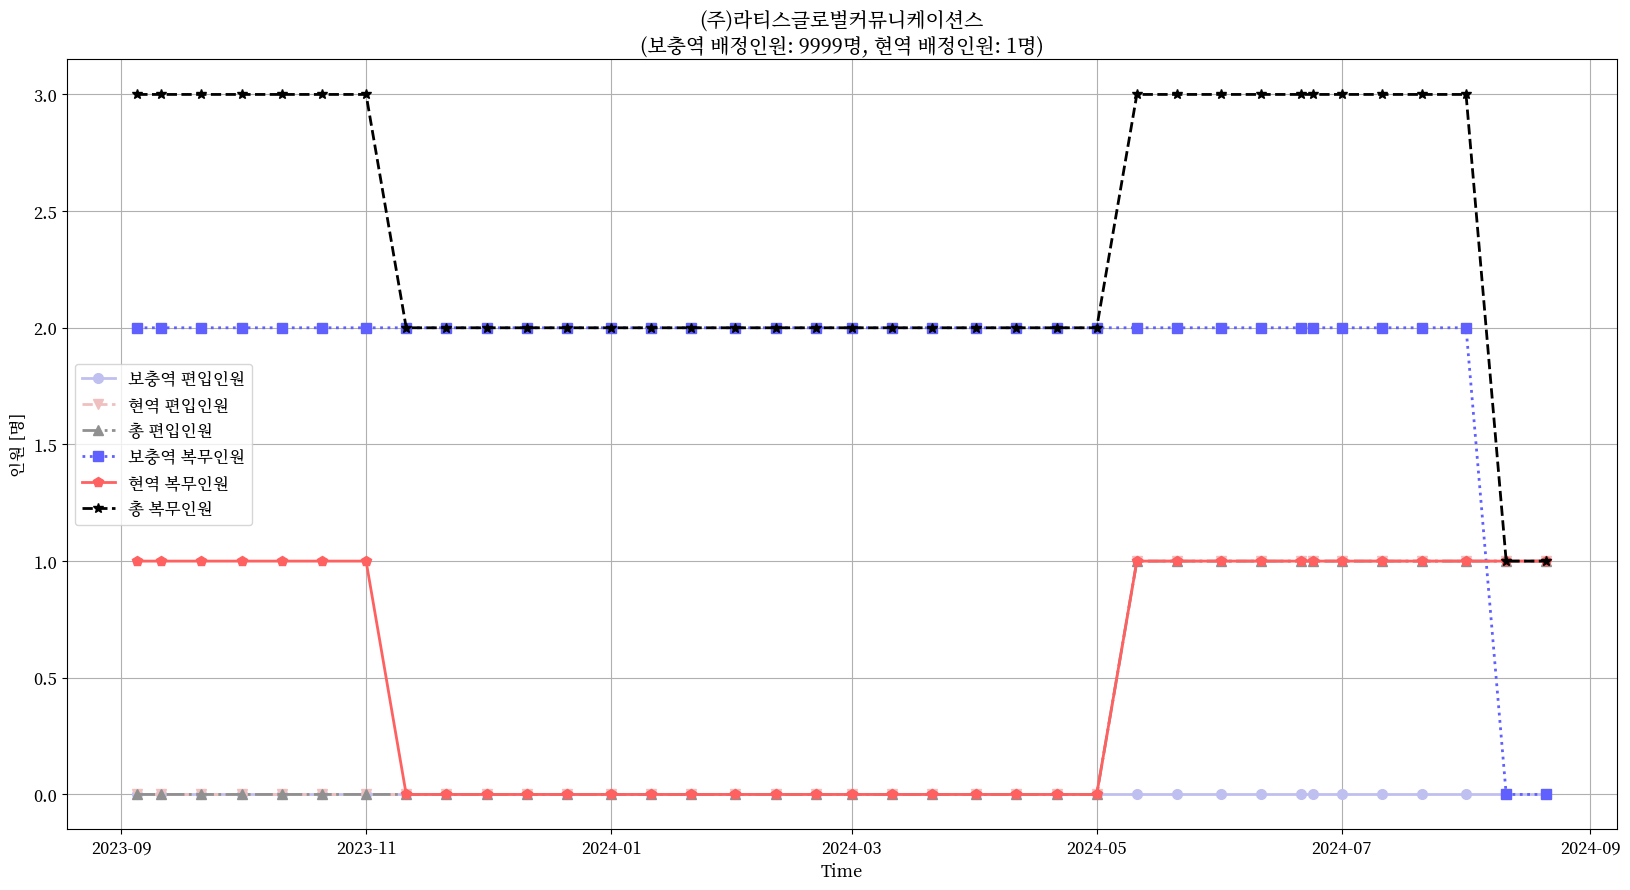 (주)라티스글로벌커뮤니케이션스
(보충역 배정인원: 9999명, 현역 배정인원: 1명)
3.0
2.5
2.0
1.5
1.0
0.5
0.0
인원 [명]
보충역 편입인원
현역 편입인원
총 편입인원
보충역 복무인원
현역 복무인원
총 복무인원
2023-09
2023-11
2024-01
2024-03
2024-05
2024-07
2024-09
Time